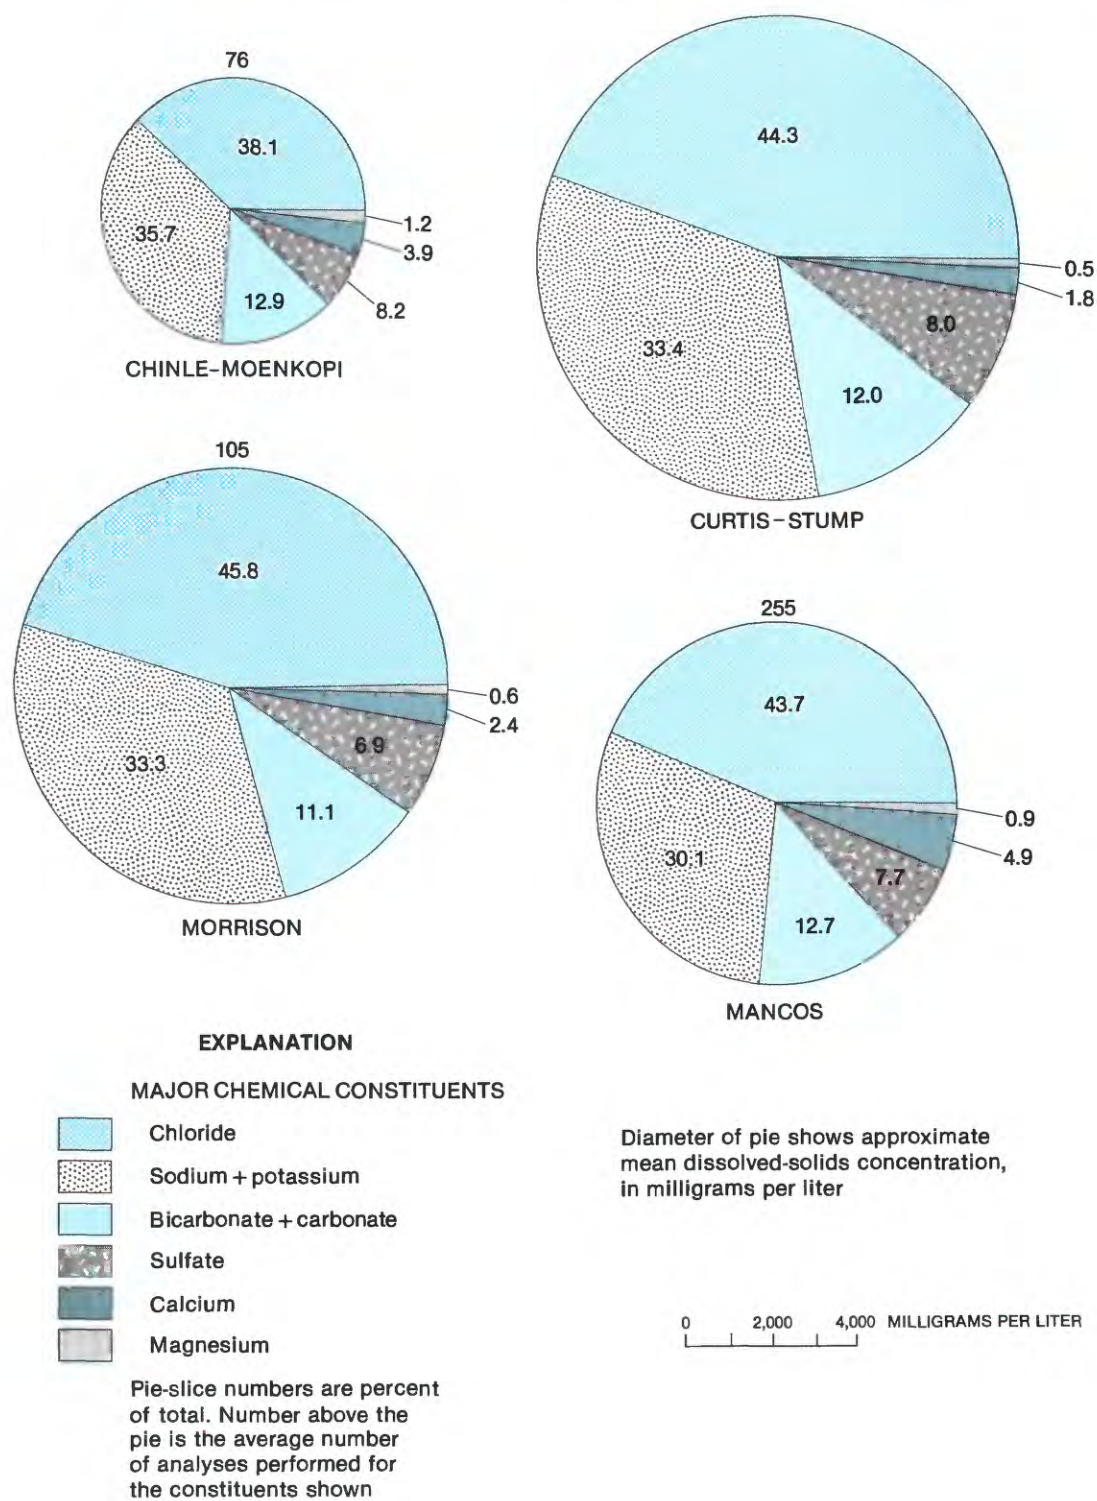 76
38.1
35.7
12.9
1.2
3.9
8.2
CHINLE-MOENKOPI
44.3
33.4
12.0
8.0
0.5
1.8
CURTIS-STUMP
105
45.8
33.3
11.1
6.9
0.6
2.4
MORRISON
255
43.7
30.1
12.7
7.7
0.9
4.9
MANCOS
EXPLANATION
MAJOR CHEMICAL CONSTITUENTS
Chloride
Sodium + potassium
Bicarbonate + carbonate
Sulfate
Calcium
Magnesium
Pie-slice numbers are percent
of total. Number above the
pie is the average number
of analyses performed for
the constituents shown
Diameter of pie shows approximate
mean dissolved-solids concentration,
in milligrams per liter
0 2,000 4,000 MILLIGRAMS PER LITER